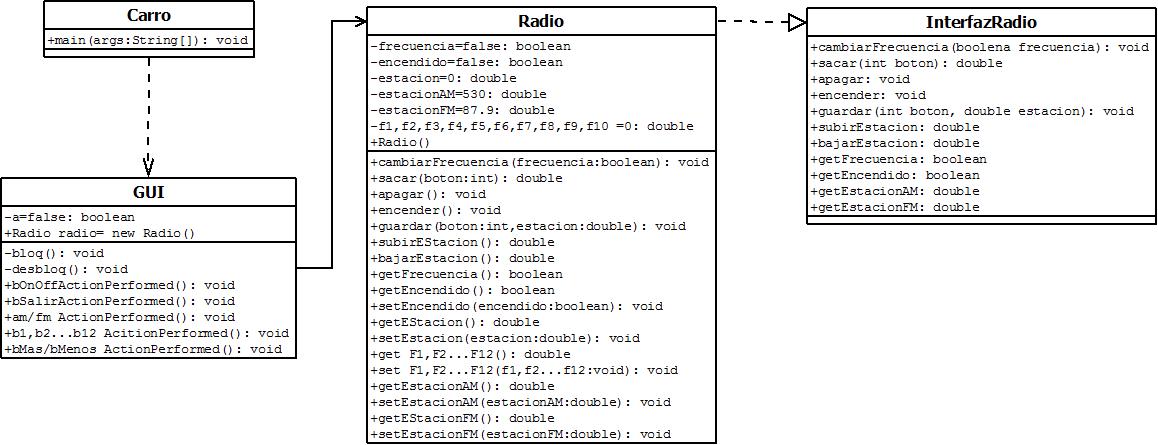 Carro
+main(args:String[]): void
GUI
-a=false: boolean
+Radio radio= new Radio()
-bloq(): void
-desbloq(): void
+bOnOffActionPerformed(): void
+bSalirActionPerformed(): void
+am/fm ActionPerformed(): void
+b1,b2...b12 AcitionPerformed(): void
+bMas/bMenos ActionPerformed(): void
Radio
-frecuencia=false: boolean
-encendido=false: boolean
-estacion=0: double
-estacionAM=530: double
-estacionFM=87.9: double
-f1,f2,f3,f4,f5,f6,f7,f8,f9,f10 =0: double
+Radio()
+cambiarFrecuencia(frecuencia:boolean): void
+sacar(boton:int): double
+apagar(): void
+encender(): void
+guardar(boton:int,estacion:double): void
+subirEStacion(): double
+bajarEstacion(): double
+getFrecuencia(): boolean
+getEncendido(): boolean
+setEncendido(encendido:boolean): void
+getEStacion(): double
+setEstacion(estacion:double): void
+get F1,F2...F12(): double
+set F1,F2...F12(f1,f2...f12:void): void
+getEstacionAM(): double
+setEstacionAM(estacionAM:double): void
+getEStacionFM(): double
+setEstacionFM(estacionFM:double): void
InterfazRadio
+cambiarFrecuencia(boolena frecuencia): void
+sacar(int boton): double
+apagar: void
+encender: void
+guardar(int boton, double estacion): void
+subirEstacion: double
+bajarEstacion: double
+getFrecuencia: boolean
+getEncendido: boolean
+getEstacionAM: double
+getEstacionFM: double